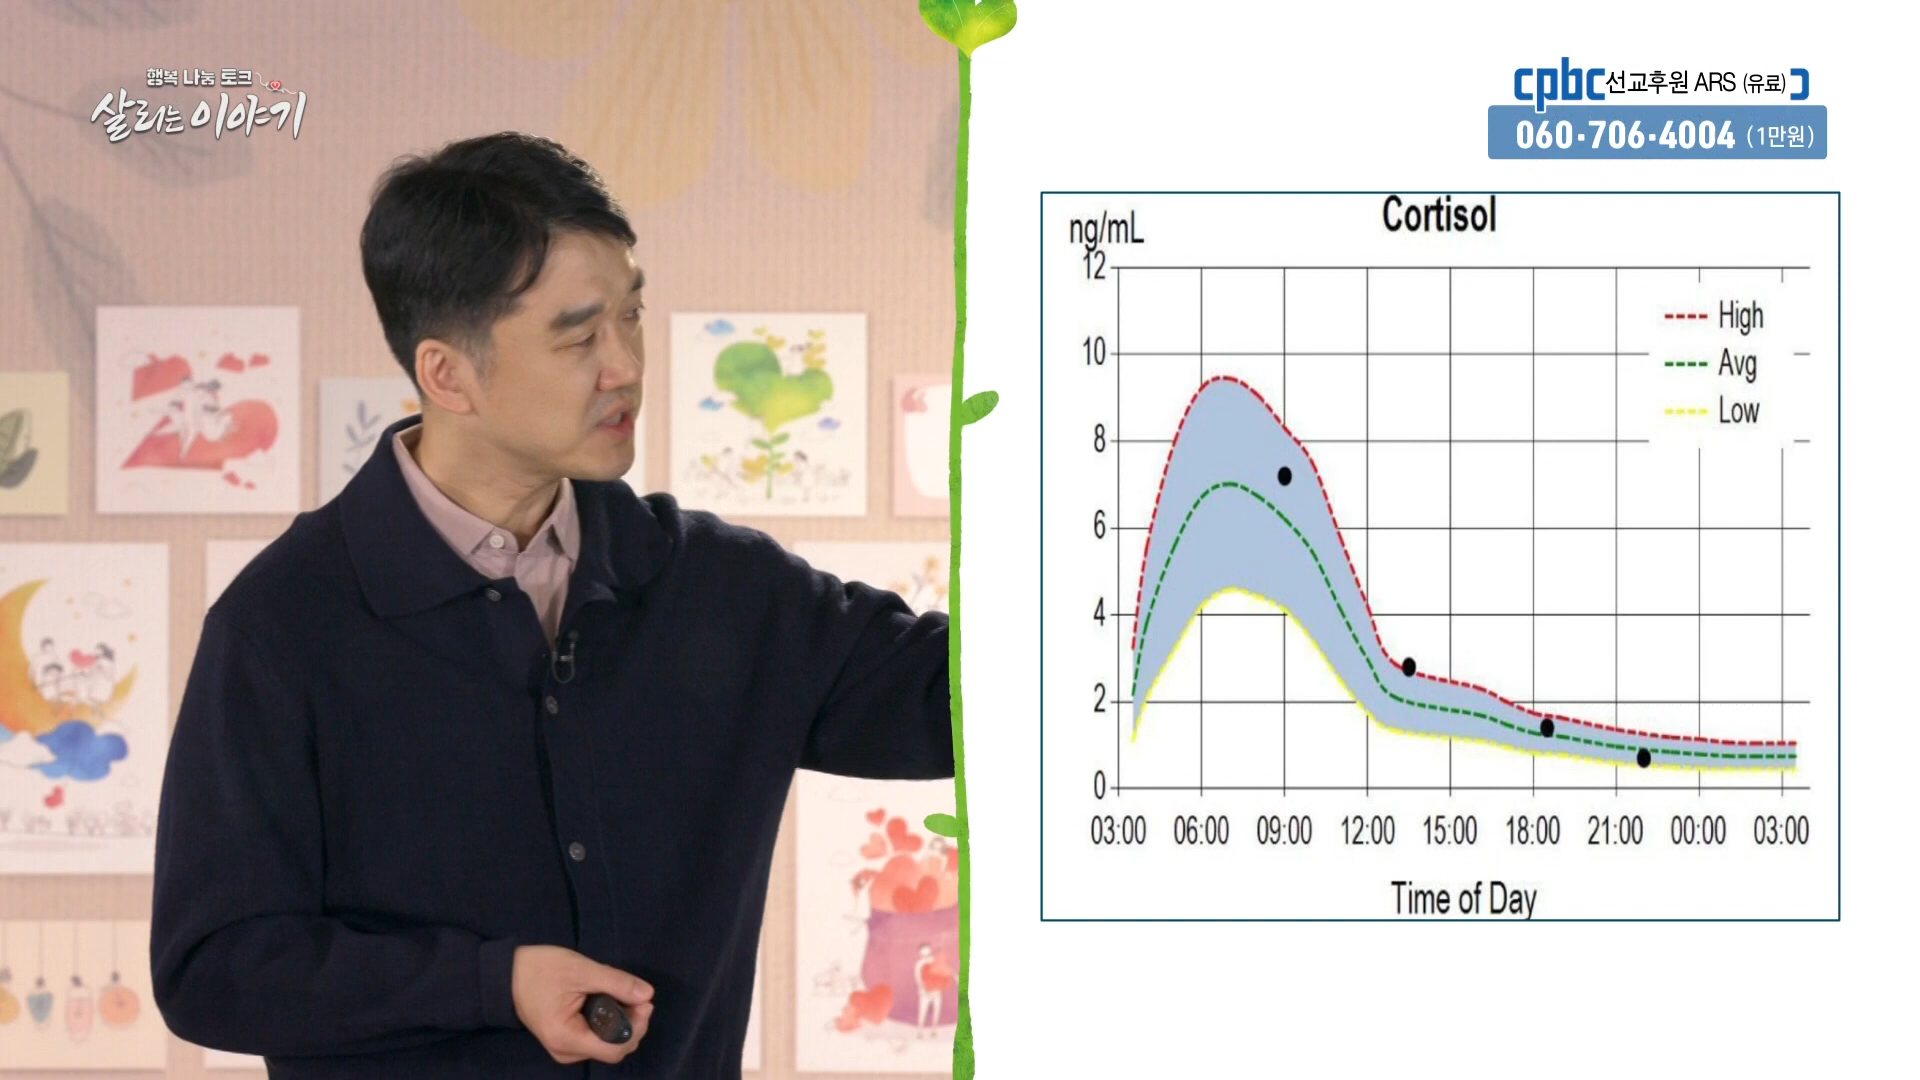 행복 나눔 토크
살리는 이야기
cpbc 선교후원 ARS (유료)
060·706·4004 (1만원)
Cortisol
ng/mL
12
10
8
6
4
2
0
High
Avg
Low
03:00 06:00 09:00 12:00 15:00 18:00 21:00 00:00 03:00
Time of Day